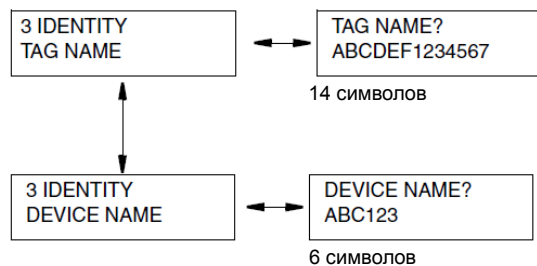 3 IDENTITY
TAG NAME
TAG NAME?
ABCDEF1234567
14 символов
3 IDENTITY
DEVICE NAME
DEVICE NAME?
ABC123
6 символов